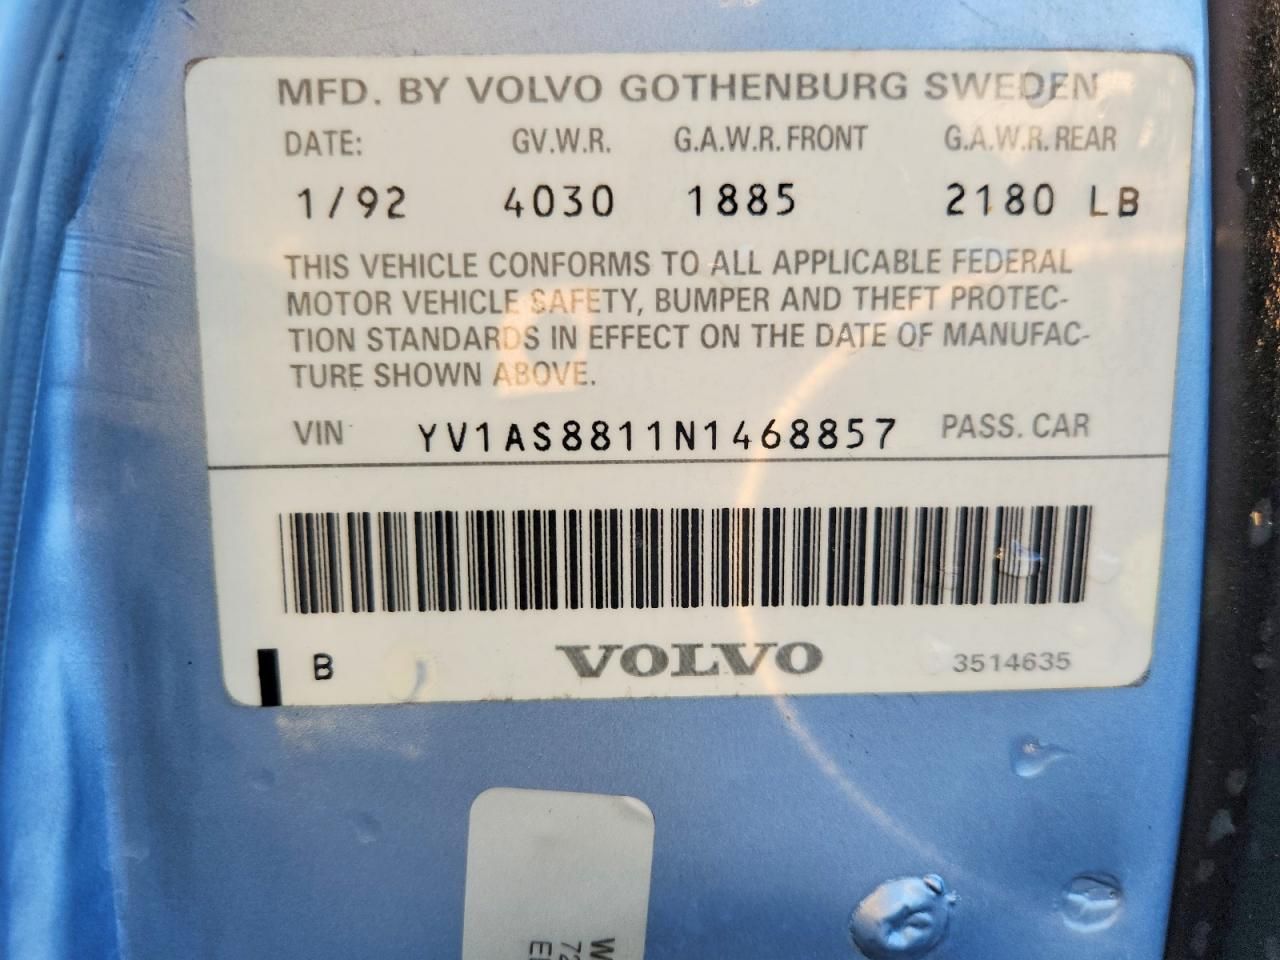 MFD. BY VOLVO GOTHENBURG SWEDEN
DATE: GV.W.R. G.A.W.R. FRONT G.A.W.R. REAR
1/92 4030 1885 2180 LB
THIS VEHICLE CONFORMS TO ALL APPLICABLE FEDERAL
MOTOR VEHICLE SAFETY, BUMPER AND THEFT PROTEC-
TION STANDARDS IN EFFECT ON THE DATE OF MANUFAC-
TURE SHOWN ABOVE.
VIN YV1AS8811N1468857 PASS. CAR
B VOLVO 3514635